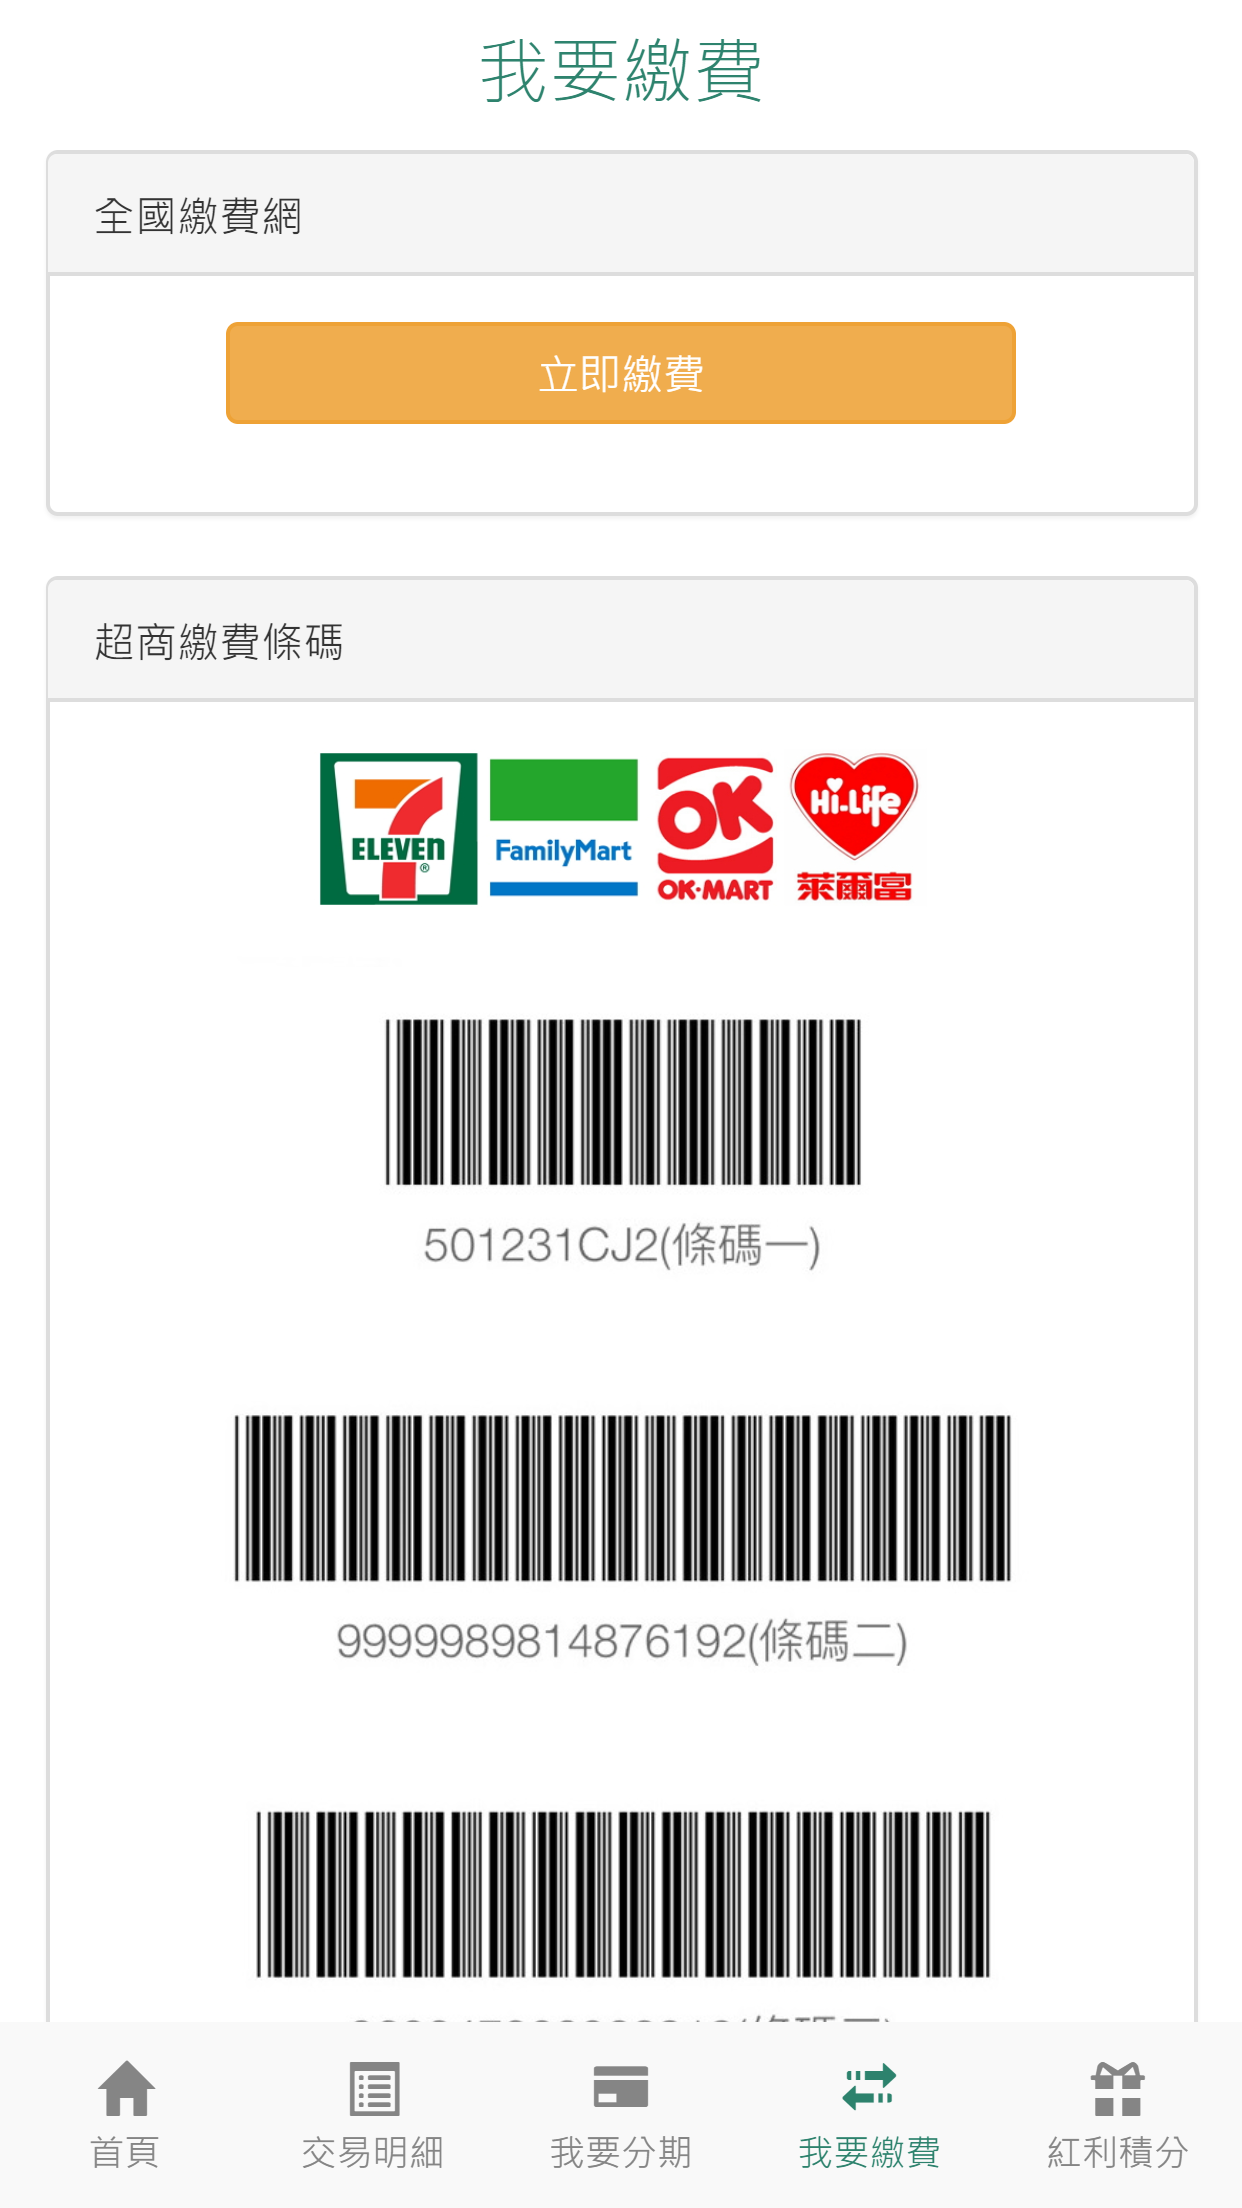 我要繳費
全國繳費網
立即繳費
超商繳費條碼
7 ELEVEN ®
FamilyMart
OK
OK·MART
Hi-Life
萊爾富
501231CJ2(條碼一)
9999989814876192(條碼二)
首頁
交易明細
我要分期
我要繳費
紅利積分